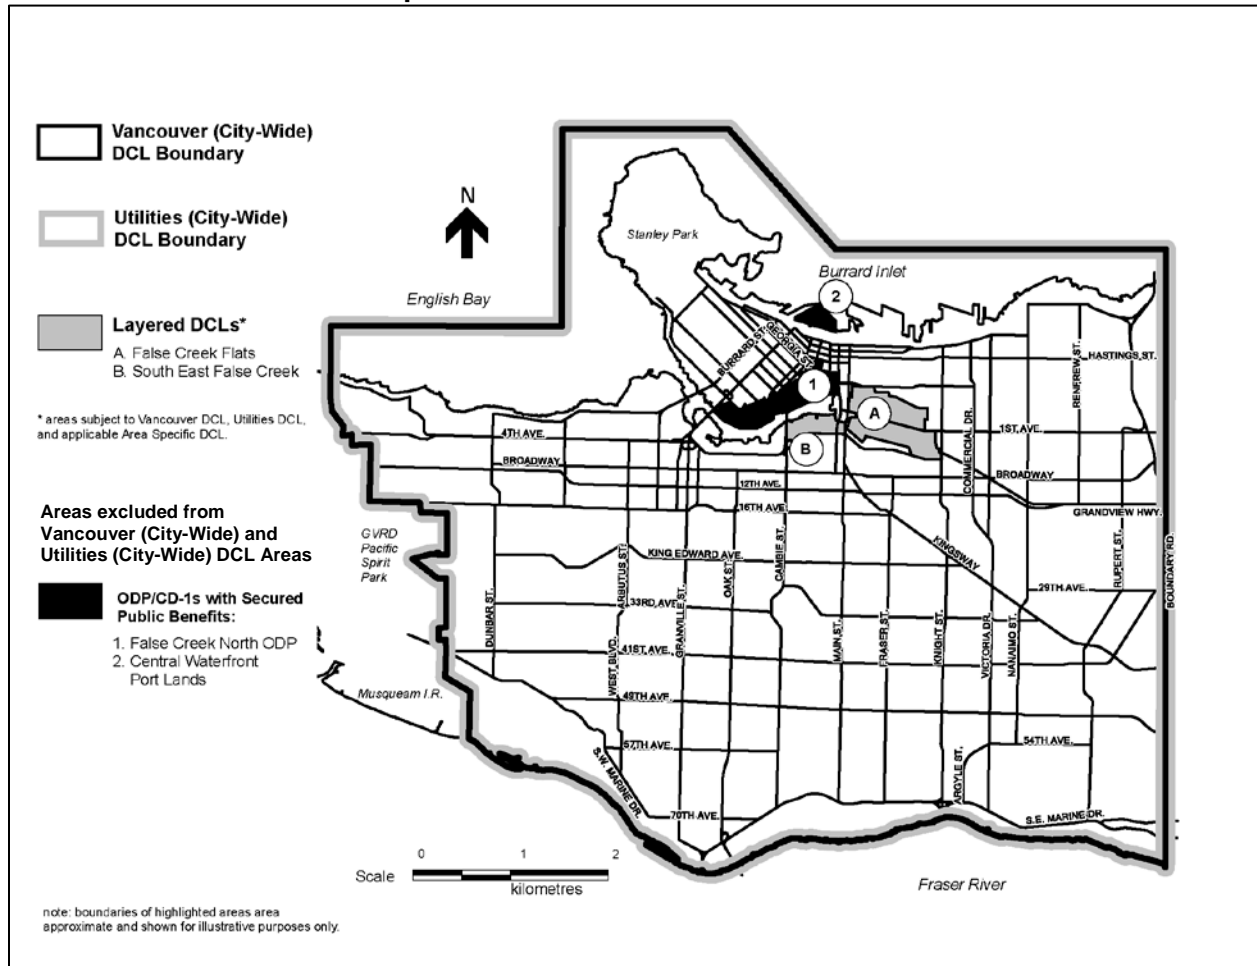 Vancouver (City-Wide)
DCL Boundary
Utilities (City-Wide)
DCL Boundary
Layered DCLs*
A. False Creek Flats
B. South East False Creek
* areas subject to Vancouver DCL, Utilities DCL,
and applicable Area Specific DCL.
Areas excluded from
Vancouver (City-Wide) and
Utilities (City-Wide) DCL Areas
ODP/CD-1s with Secured
Public Benefits:
1. False Creek North ODP
2. Central Waterfront
Port Lands
note: boundaries of highlighted areas area
approximate and shown for illustrative purposes only.
N
Stanley Park
English Bay
Burrard Inlet
2
BURRARD ST.
GEORGIA ST.
1
A
B
HASTINGS ST.
RENFREW ST.
4TH AVE.
1ST AVE.
COMMERCIAL DR.
BROADWAY
BROADWAY
12TH AVE.
16TH AVE.
GRANDVIEW HWY.
GVRD
Pacific
Spirit
Park
KING EDWARD AVE.
KINGSWAY
ARBUTUS ST.
OAK ST.
CAMBIE ST.
RUPERT ST.
BOUNDARY RD.
29TH AVE.
33RD AVE.
DUNBAR ST.
GRANVILLE ST.
41ST AVE.
WEST BLVD.
MAIN ST.
FRASER ST.
KNIGHT ST.
VICTORIA DR.
NANAIMO ST.
Musqueam I.R.
49TH AVE.
57TH AVE.
54TH AVE.
S.W. MARINE DR.
ARGYLE ST.
70TH AVE.
S.E. MARINE DR.
Fraser River
0 1 2
Scale
kilometres